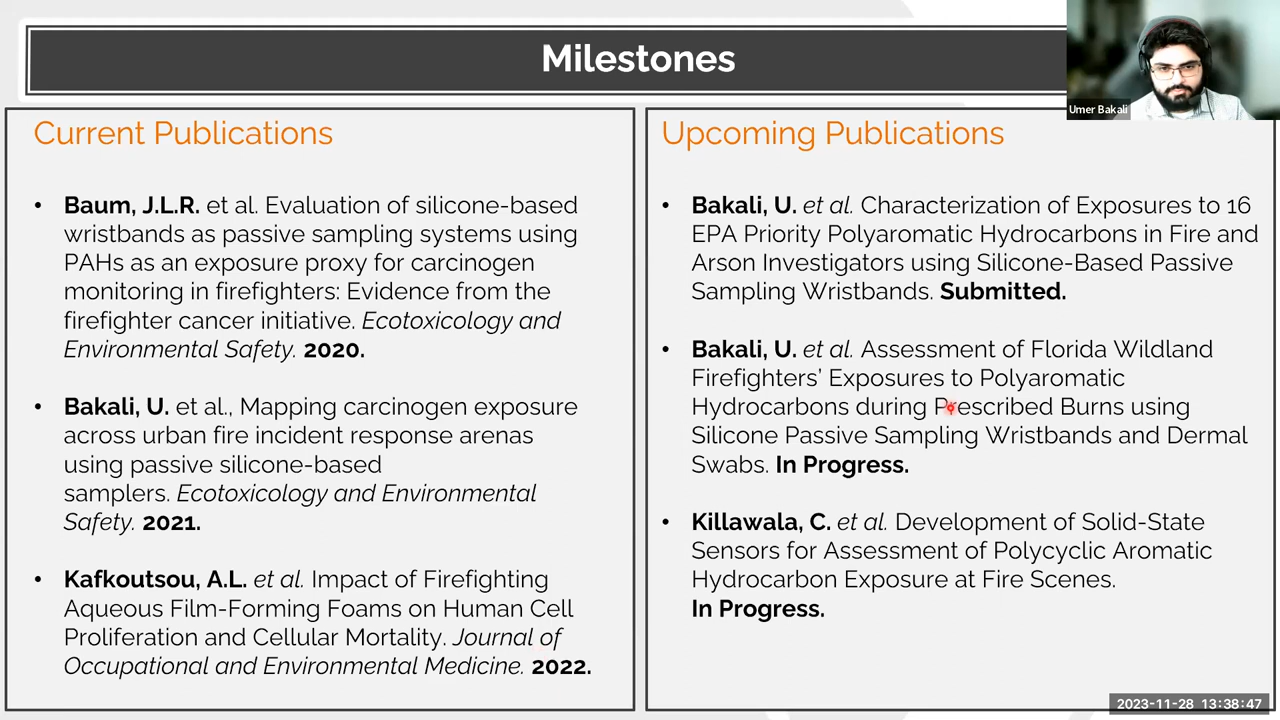 Milestones
Umer Bakali
Current Publications
• Baum, J.L.R. et al. Evaluation of silicone-based
wristbands as passive sampling systems using
PAHs as an exposure proxy for carcinogen
monitoring in firefighters: Evidence from the
firefighter cancer initiative. Ecotoxicology and
Environmental Safety. 2020.
• Bakali, U. et al., Mapping carcinogen exposure
across urban fire incident response arenas
using passive silicone-based
samplers. Ecotoxicology and Environmental
Safety. 2021.
• Kafkoutsou, A.L. et al. Impact of Firefighting
Aqueous Film-Forming Foams on Human Cell
Proliferation and Cellular Mortality. Journal of
Occupational and Environmental Medicine. 2022.
Upcoming Publications
• Bakali, U. et al. Characterization of Exposures to 16
EPA Priority Polyaromatic Hydrocarbons in Fire and
Arson Investigators using Silicone-Based Passive
Sampling Wristbands. Submitted.
• Bakali, U. et al. Assessment of Florida Wildland
Firefighters' Exposures to Polyaromatic
Hydrocarbons during Prescribed Burns using
Silicone Passive Sampling Wristbands and Dermal
Swabs. In Progress.
• Killawala, C. et al. Development of Solid-State
Sensors for Assessment of Polycyclic Aromatic
Hydrocarbon Exposure at Fire Scenes.
In Progress.
2023-11-28 13:38:47